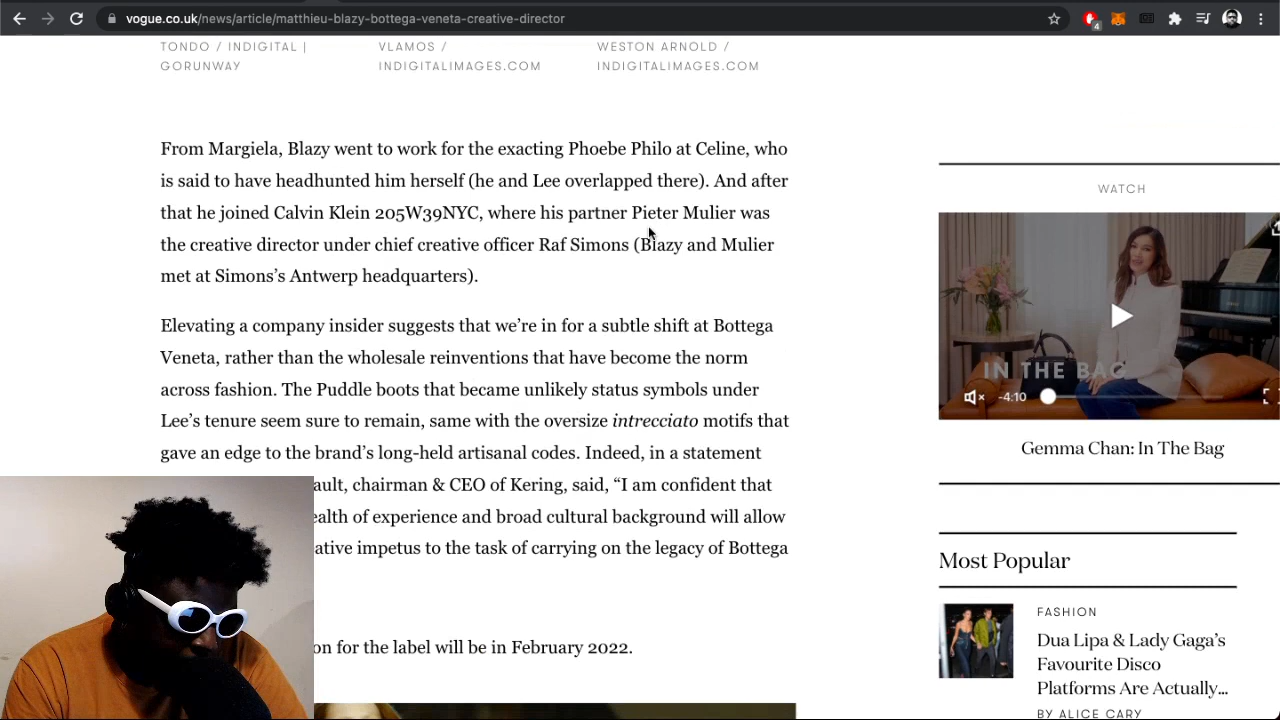 vogue.co.uk/news/article/matthieu-blazy-bottega-veneta-creative-director
4
TONDO / INDIGITAL |
GORUNWAY
VLAMOS /
INDIGITALIMAGES.COM
WESTON ARNOLD /
INDIGITALIMAGES.COM
From Margiela, Blazy went to work for the exacting Phoebe Philo at Celine, who
is said to have headhunted him herself (he and Lee overlapped there). And after
that he joined Calvin Klein 205W39NYC, where his partner Pieter Mulier was
the creative director under chief creative officer Raf Simons (Blazy and Mulier
met at Simons’s Antwerp headquarters).
Elevating a company insider suggests that we’re in for a subtle shift at Bottega
Veneta, rather than the wholesale reinventions that have become the norm
across fashion. The Puddle boots that became unlikely status symbols under
Lee’s tenure seem sure to remain, same with the oversize intrecciato motifs that
gave an edge to the brand’s long-held artisanal codes. Indeed, in a statement
ault, chairman & CEO of Kering, said, “I am confident that
ealth of experience and broad cultural background will allow
ative impetus to the task of carrying on the legacy of Bottega
on for the label will be in February 2022.
WATCH
IN THE BAG
-4:10
Gemma Chan: In The Bag
Most Popular
FASHION
Dua Lipa & Lady Gaga’s
Favourite Disco
Platforms Are Actually...
BY ALICE CARY